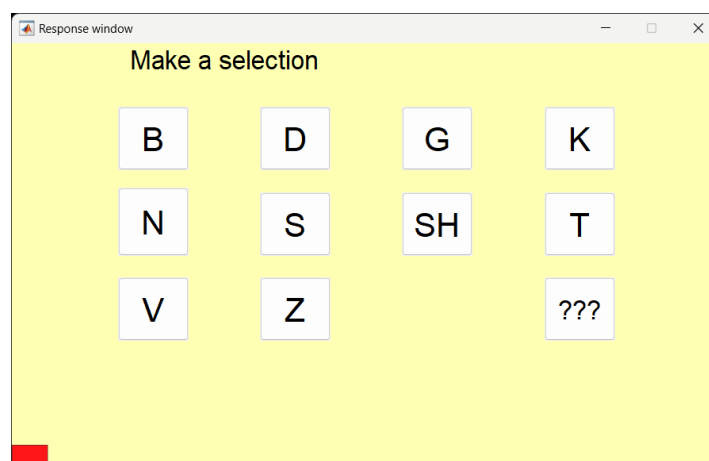 Response window
Make a selection
B D G K
N S SH T
V Z ???